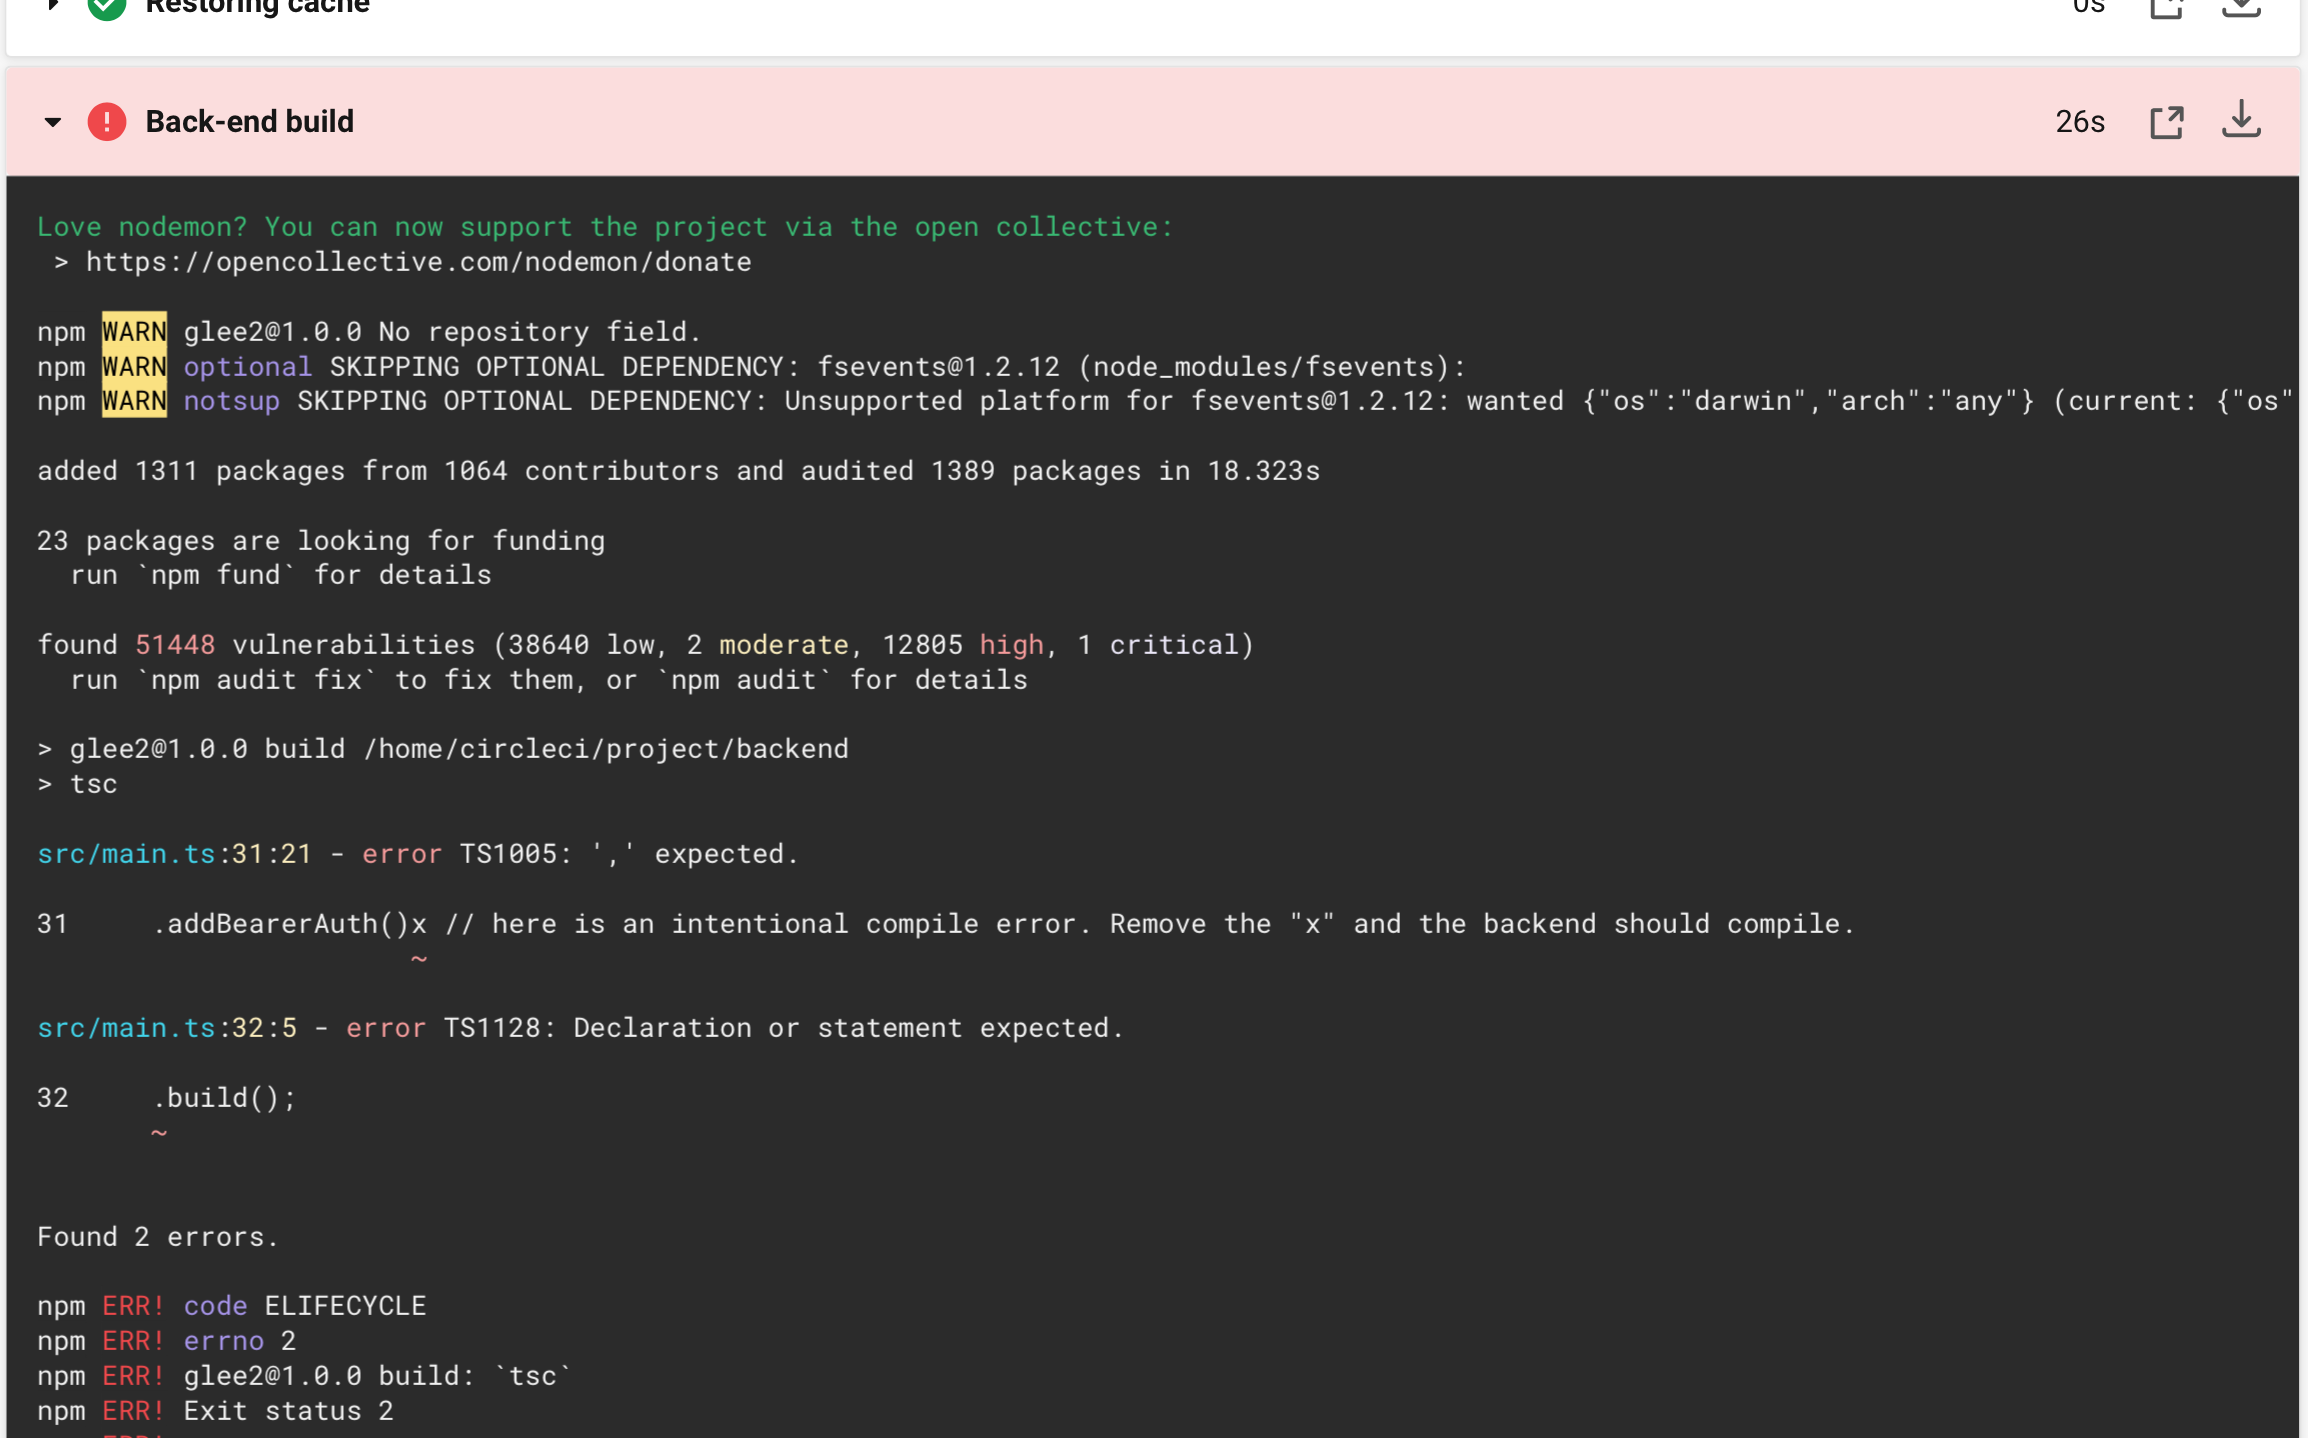 Restoring cache 0s
Back-end build 26s
Love nodemon? You can now support the project via the open collective:
 > https://opencollective.com/nodemon/donate
npm WARN glee2@1.0.0 No repository field.
npm WARN optional SKIPPING OPTIONAL DEPENDENCY: fsevents@1.2.12 (node_modules/fsevents):
npm WARN notsup SKIPPING OPTIONAL DEPENDENCY: Unsupported platform for fsevents@1.2.12: wanted {"os":"darwin","arch":"any"} (current: {"os"
added 1311 packages from 1064 contributors and audited 1389 packages in 18.323s
23 packages are looking for funding
  run `npm fund` for details
found 51448 vulnerabilities (38640 low, 2 moderate, 12805 high, 1 critical)
  run `npm audit fix` to fix them, or `npm audit` for details
> glee2@1.0.0 build /home/circleci/project/backend
> tsc
src/main.ts:31:21 - error TS1005: ',' expected.
31     .addBearerAuth()x // here is an intentional compile error. Remove the "x" and the backend should compile.
                       ~
src/main.ts:32:5 - error TS1128: Declaration or statement expected.
32     .build();
       ~
Found 2 errors.
npm ERR! code ELIFECYCLE
npm ERR! errno 2
npm ERR! glee2@1.0.0 build: `tsc`
npm ERR! Exit status 2